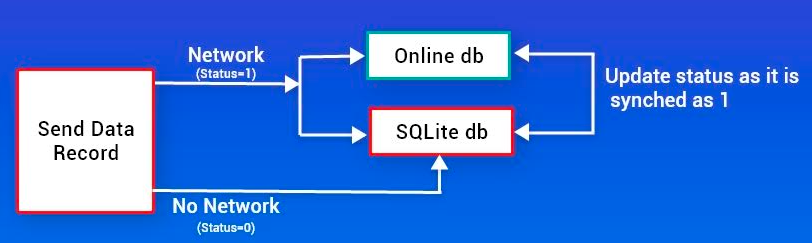 Network
(Status=1)
Online db
Update status as it is
synched as 1
Send Data
Record
SQLite db
No Network
(Status=0)